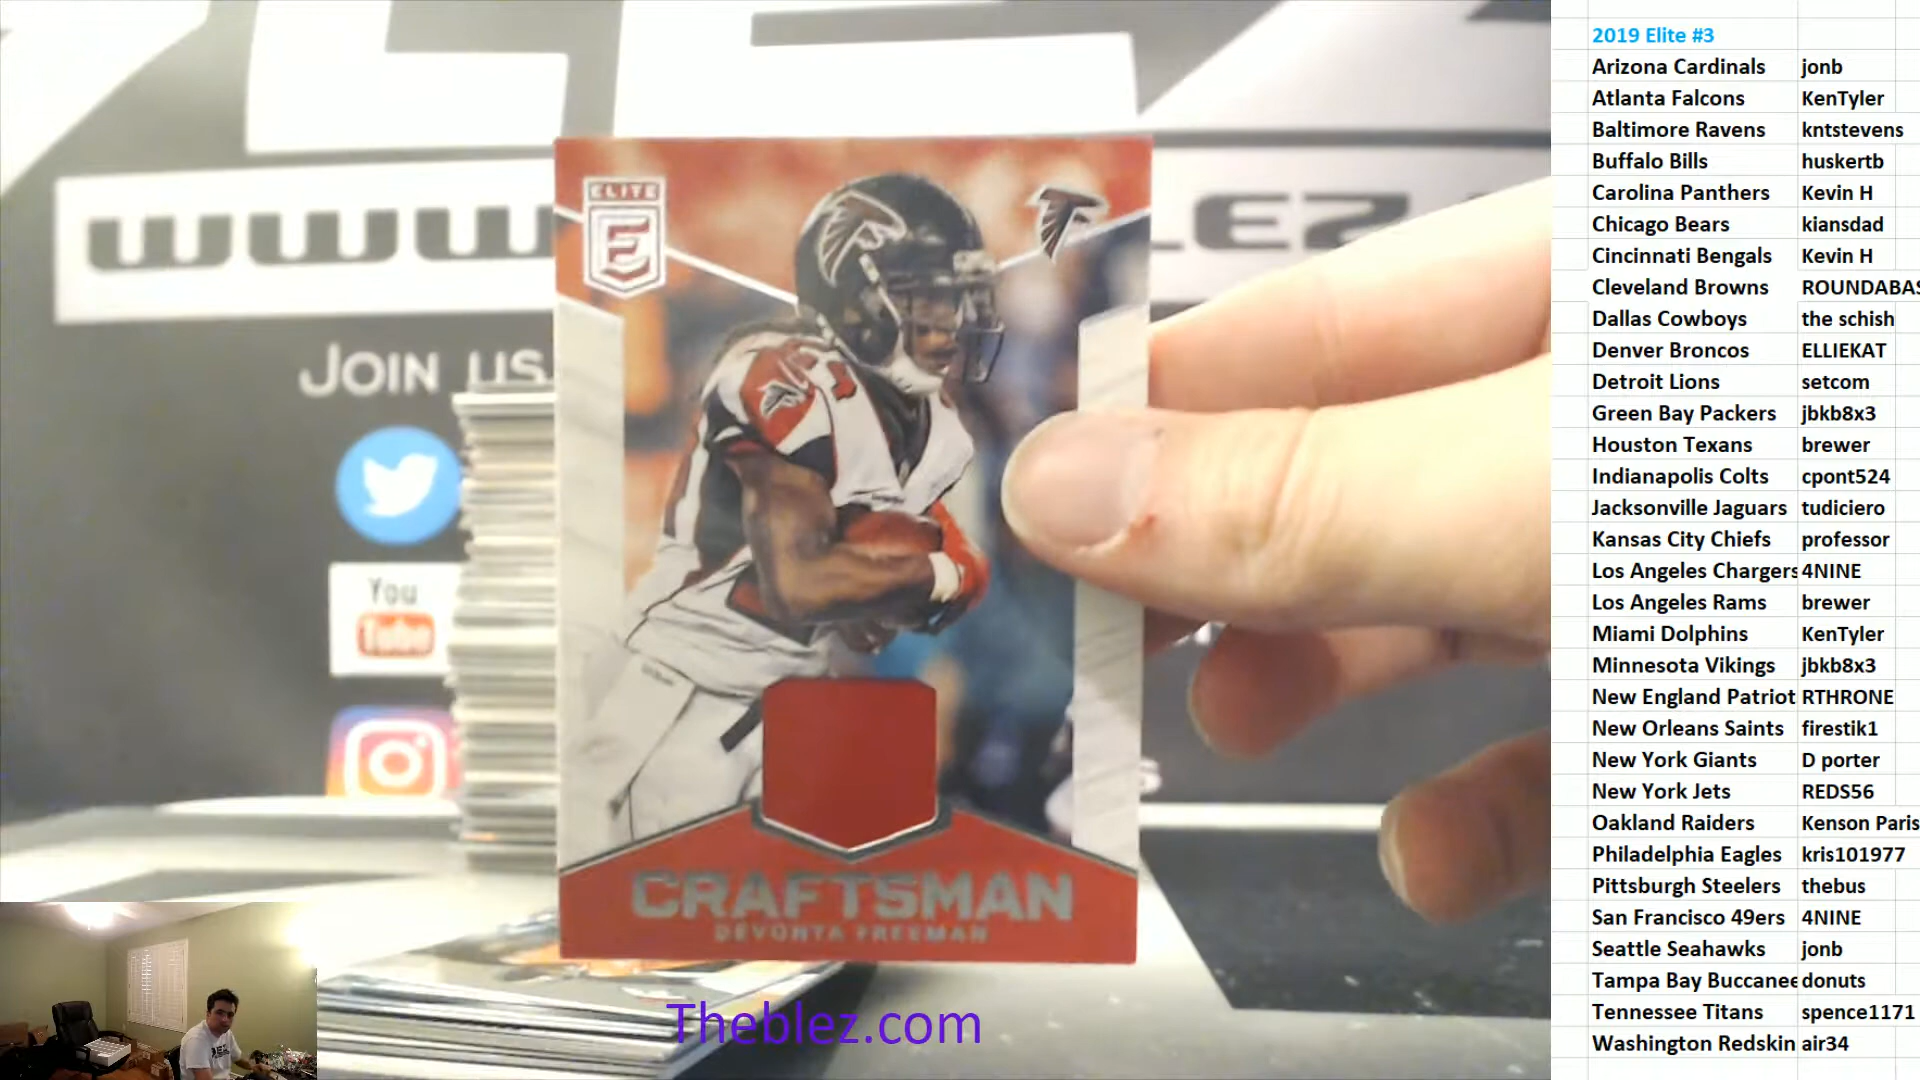 WWW
LEZ.
JOIN US
You
Tube
ELITE
E
CRAFTSMAN
DEVONTA FREEMAN
Theblez.com
2019 Elite #3
Arizona Cardinals jonb
Atlanta Falcons KenTyler
Baltimore Ravens kntstevens
Buffalo Bills huskertb
Carolina Panthers Kevin H
Chicago Bears kiansdad
Cincinnati Bengals Kevin H
Cleveland Browns ROUNDABAS
Dallas Cowboys the schish
Denver Broncos ELLIEKAT
Detroit Lions setcom
Green Bay Packers jbkb8x3
Houston Texans brewer
Indianapolis Colts cpont524
Jacksonville Jaguars tudiciero
Kansas City Chiefs professor
Los Angeles Chargers 4NINE
Los Angeles Rams brewer
Miami Dolphins KenTyler
Minnesota Vikings jbkb8x3
New England Patriot RTHRONE
New Orleans Saints firestik1
New York Giants D porter
New York Jets REDS56
Oakland Raiders Kenson Paris
Philadelphia Eagles kris101977
Pittsburgh Steelers thebus
San Francisco 49ers 4NINE
Seattle Seahawks jonb
Tampa Bay Buccanee donuts
Tennessee Titans spence1171
Washington Redskin air34